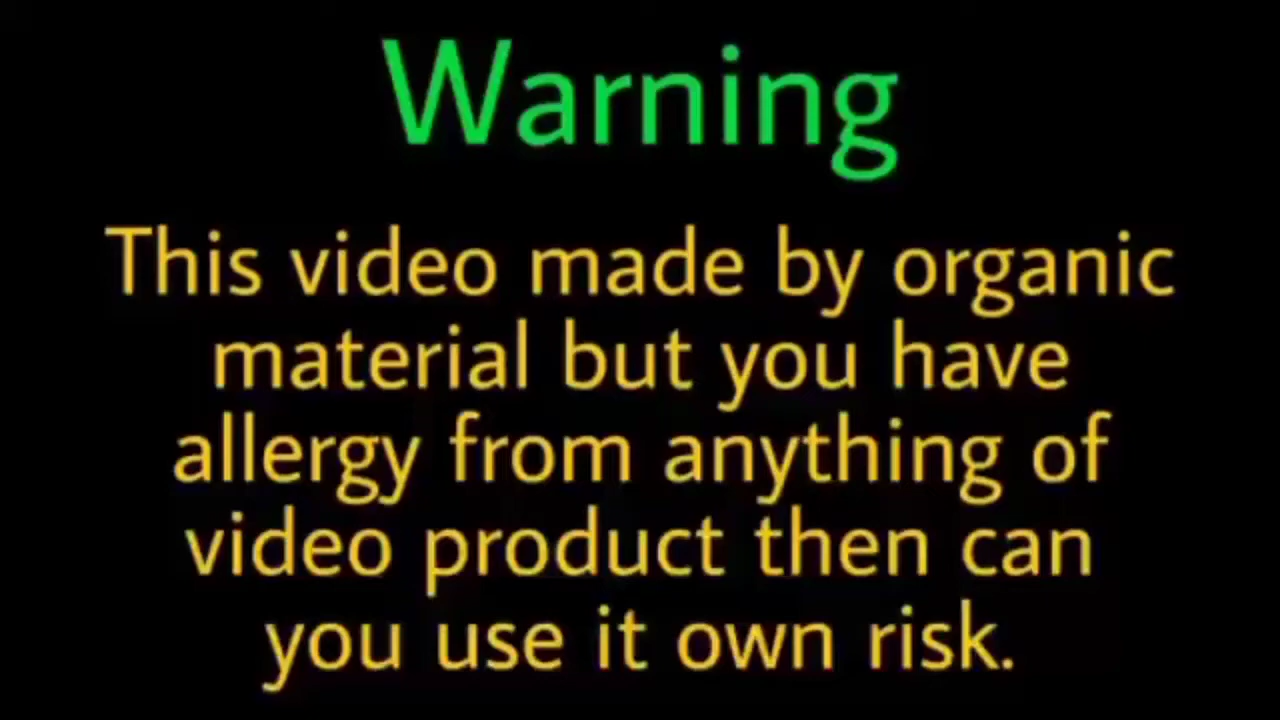 Warning
This video made by organic
material but you have
allergy from anything of
video product then can
you use it own risk.